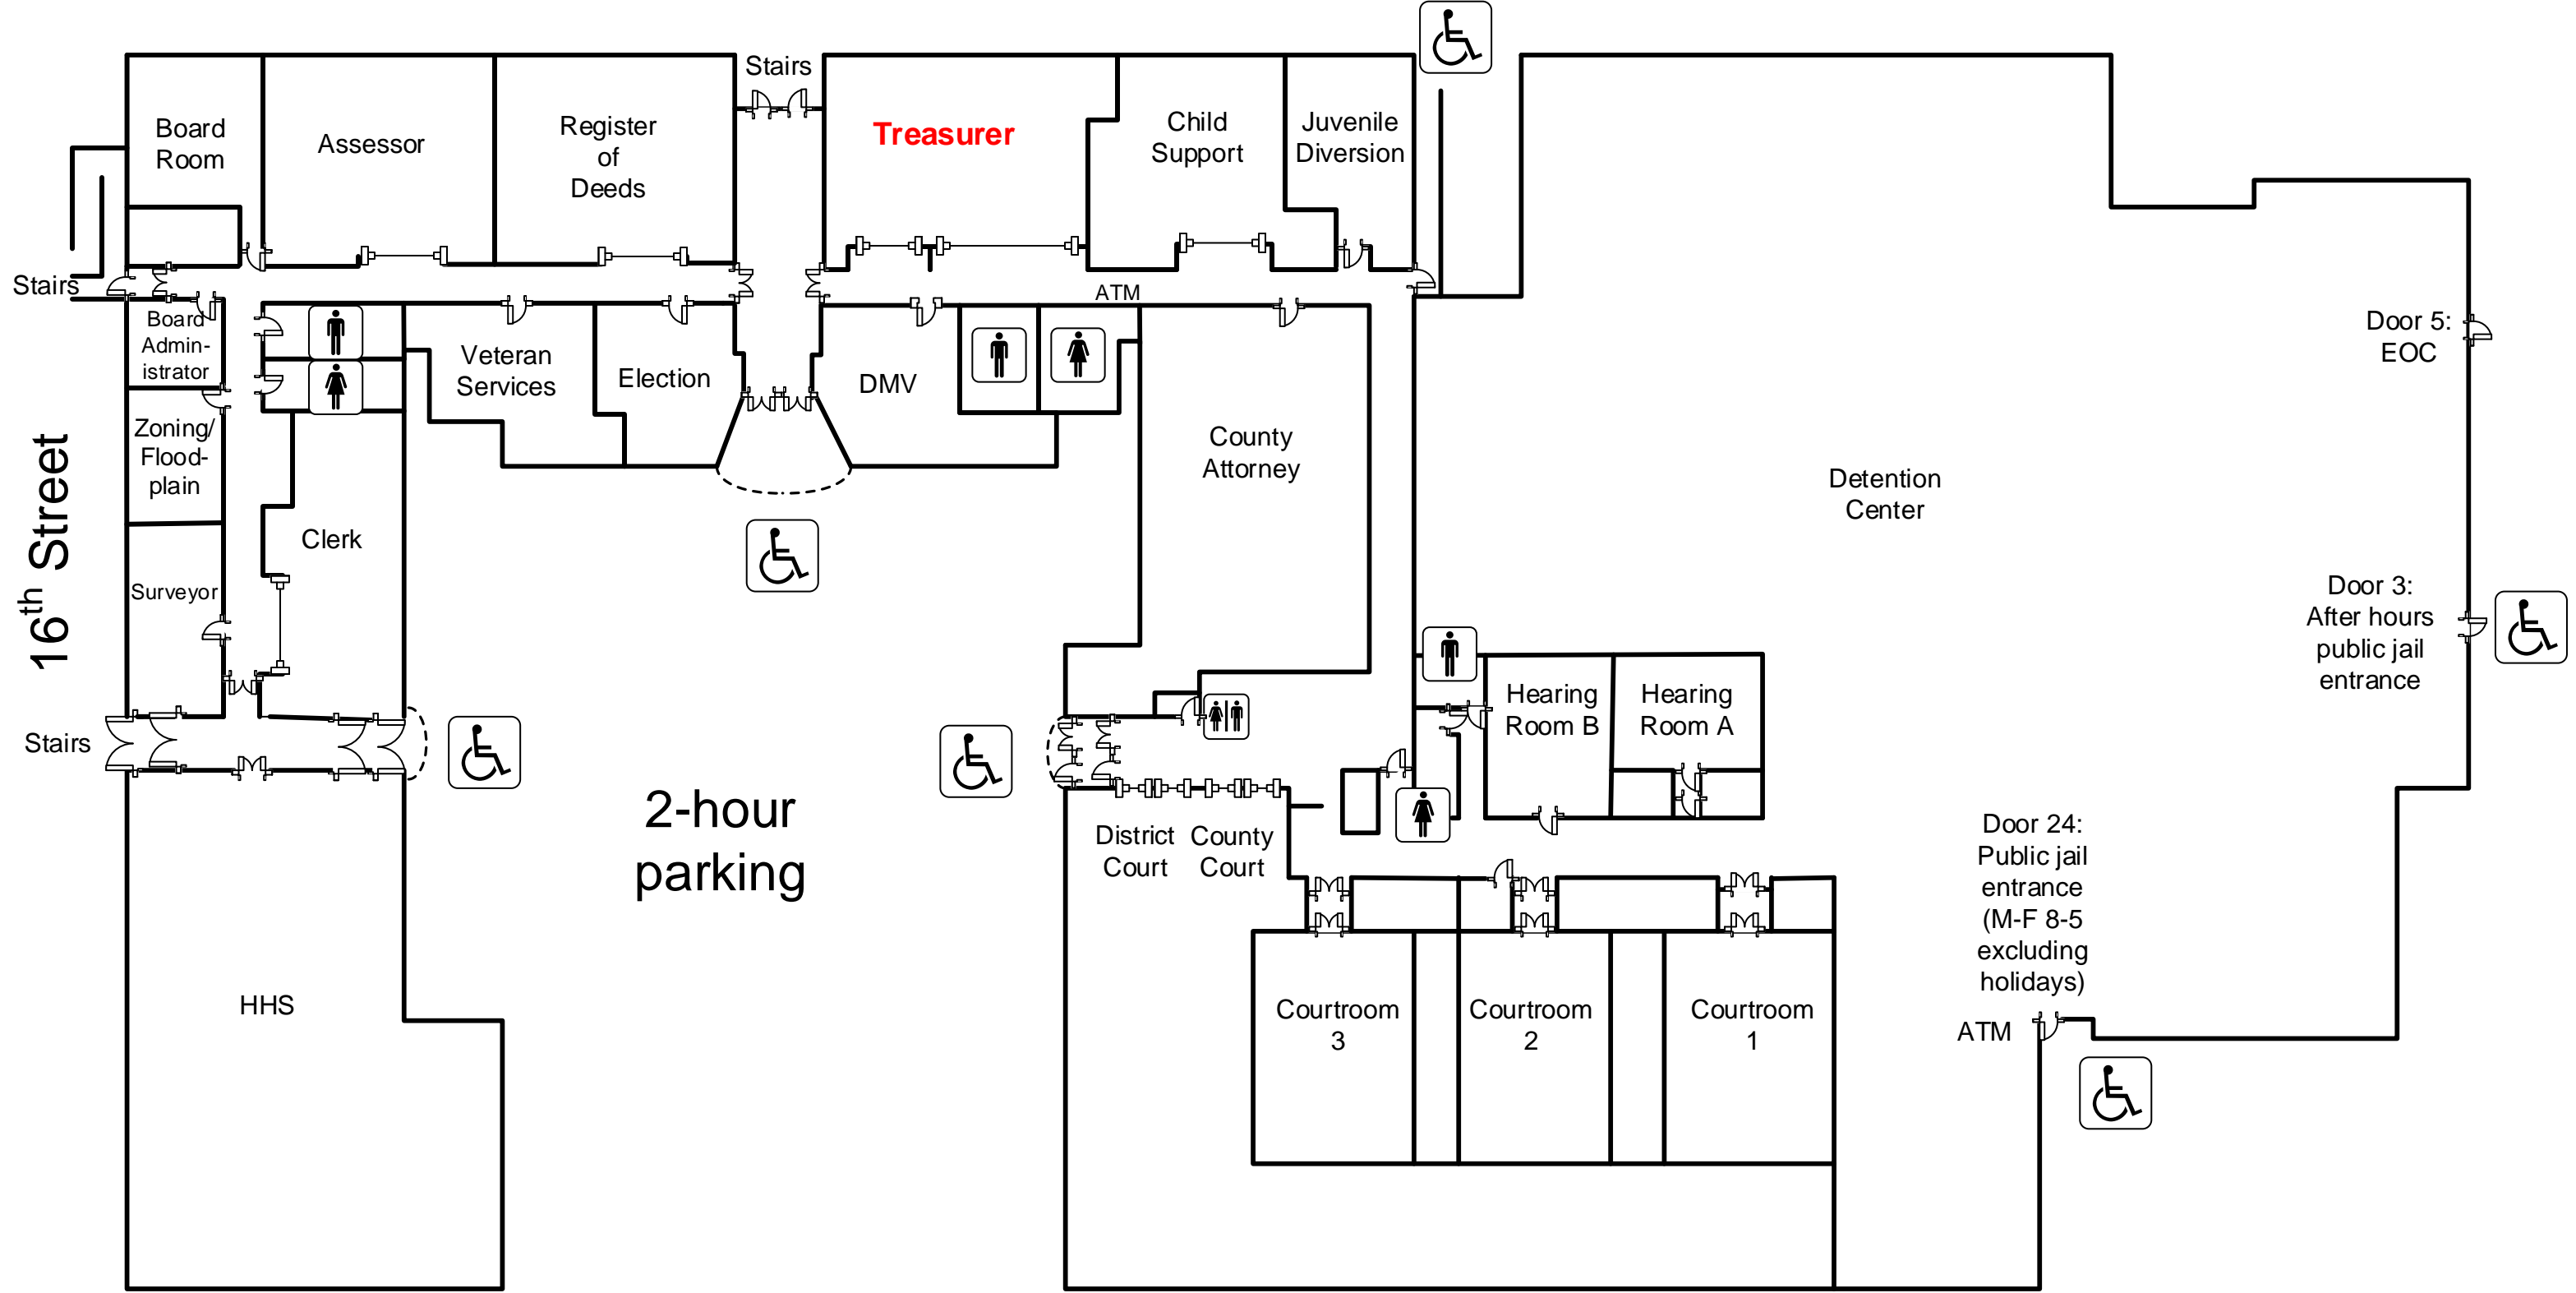 Stairs
Board
Room
Assessor
Register
of
Deeds
Treasurer
Child
Support
Juvenile
Diversion
Stairs
ATM
Board
Admin-
istrator
Veteran
Services
Election
DMV
Door 5:
EOC
Zoning/
Flood-
plain
County
Attorney
Detention
Center
16th Street
Clerk
Surveyor
Door 3:
After hours
public jail
entrance
Hearing
Room B
Hearing
Room A
Stairs
2-hour
parking
District
Court
County
Court
Door 24:
Public jail
entrance
(M-F 8-5
excluding
holidays)
HHS
Courtroom
3
Courtroom
2
Courtroom
1
ATM